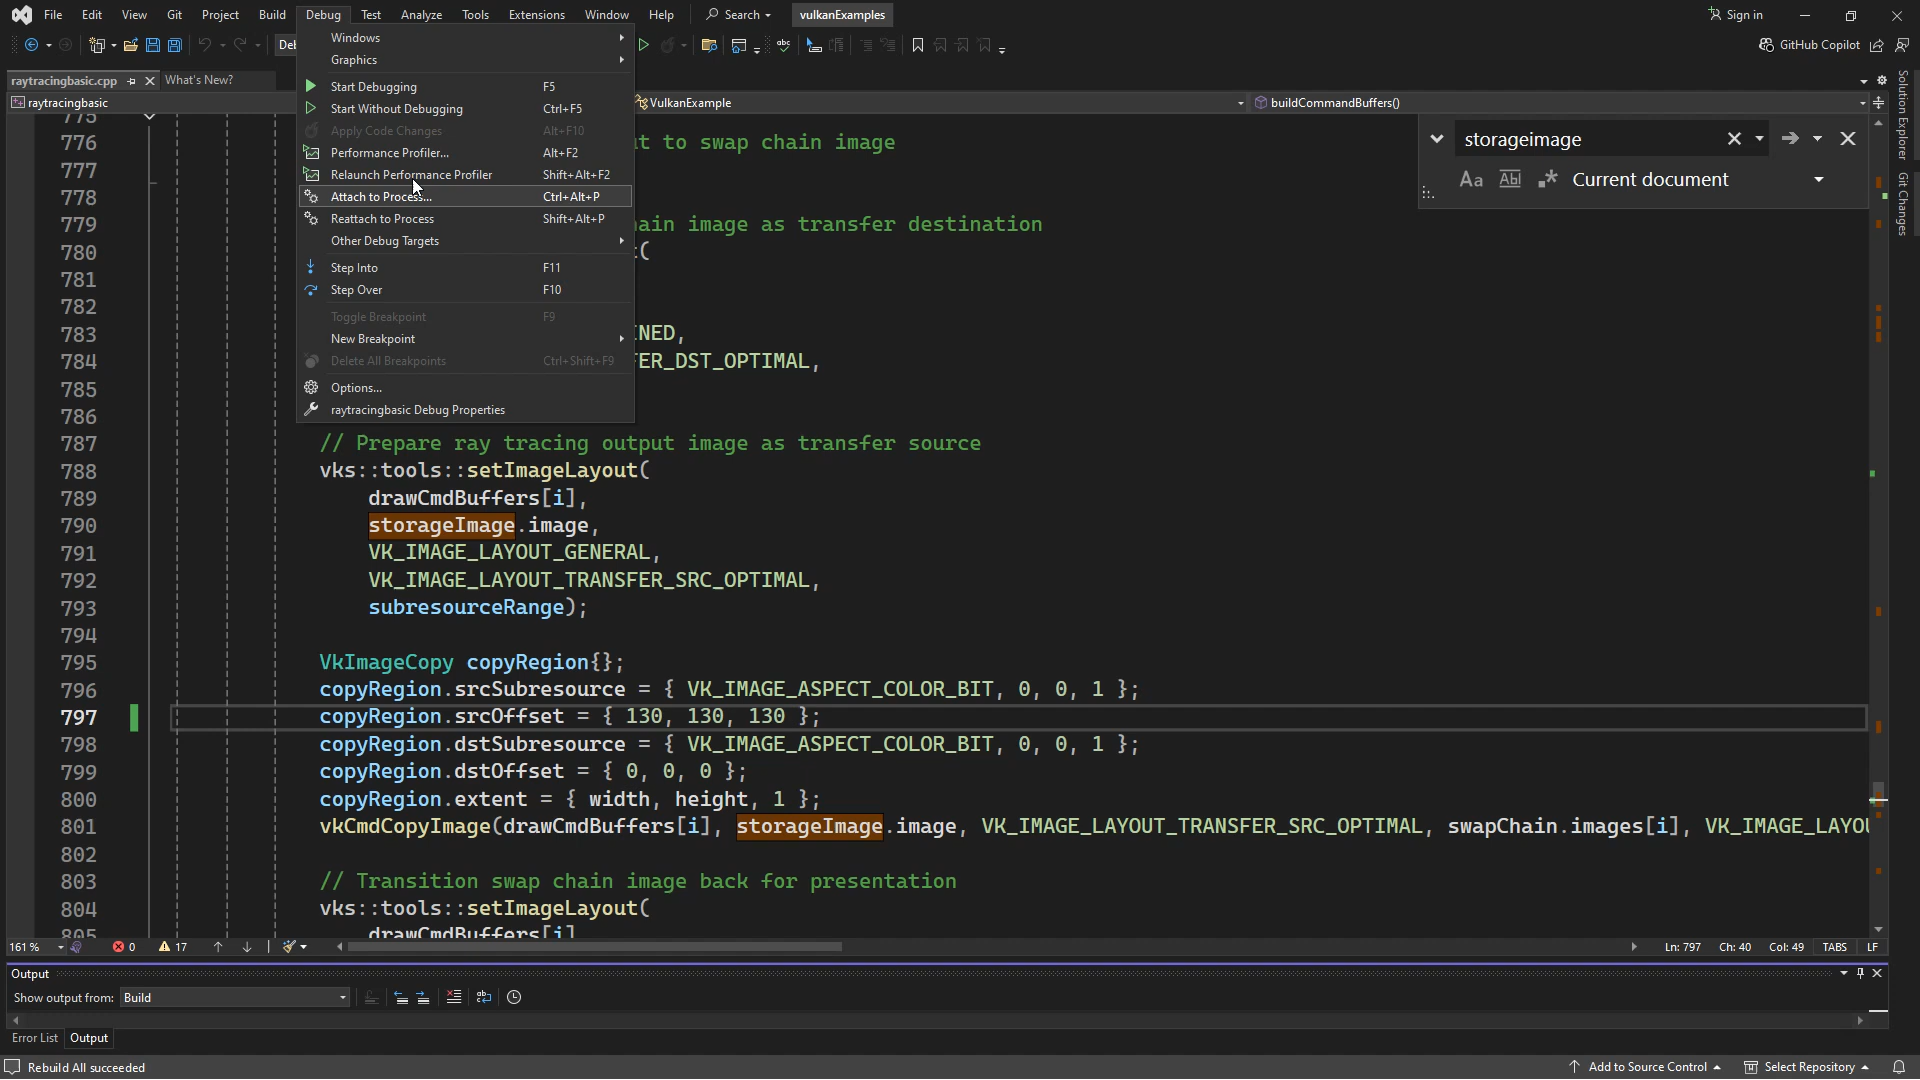 File Edit View Git Project Build Debug Test Analyze Tools Extensions Window Help Search vulkanExamples Sign in
Deb
GitHub Copilot
raytracingbasic.cpp What's New?
raytracingbasic VulkanExample buildCommandBuffers()
Windows
Graphics
Start Debugging F5
Start Without Debugging Ctrl+F5
Apply Code Changes Alt+F10
Performance Profiler... Alt+F2
Relaunch Performance Profiler Shift+Alt+F2
Attach to Process... Ctrl+Alt+P
Reattach to Process Shift+Alt+P
Other Debug Targets
Step Into F11
Step Over F10
Toggle Breakpoint F9
New Breakpoint
Delete All Breakpoints Ctrl+Shift+F9
Options...
raytracingbasic Debug Properties
storageimage
Aa Abl .* Current document
Solution Explorer
Git Changes
775
776 t to swap chain image
777
778
779 ain image as transfer destination
780 (
781
782
783 NED,
784 ER_DST_OPTIMAL,
785
786
787 // Prepare ray tracing output image as transfer source
788 vks::tools::setImageLayout(
789 drawCmdBuffers[i],
790 storageImage.image,
791 VK_IMAGE_LAYOUT_GENERAL,
792 VK_IMAGE_LAYOUT_TRANSFER_SRC_OPTIMAL,
793 subresourceRange);
794
795 VkImageCopy copyRegion{};
796 copyRegion.srcSubresource = { VK_IMAGE_ASPECT_COLOR_BIT, 0, 0, 1 };
797 copyRegion.srcOffset = { 130, 130, 130 };
798 copyRegion.dstSubresource = { VK_IMAGE_ASPECT_COLOR_BIT, 0, 0, 1 };
799 copyRegion.dstOffset = { 0, 0, 0 };
800 copyRegion.extent = { width, height, 1 };
801 vkCmdCopyImage(drawCmdBuffers[i], storageImage.image, VK_IMAGE_LAYOUT_TRANSFER_SRC_OPTIMAL, swapChain.images[i], VK_IMAGE_LAYOU
802
803 // Transition swap chain image back for presentation
804 vks::tools::setImageLayout(
805 drawCmdBuffers[i]
161 % 0 17 Ln: 797 Ch: 40 Col: 49 TABS LF
Output
Show output from: Build
Error List Output
Rebuild All succeeded Add to Source Control Select Repository